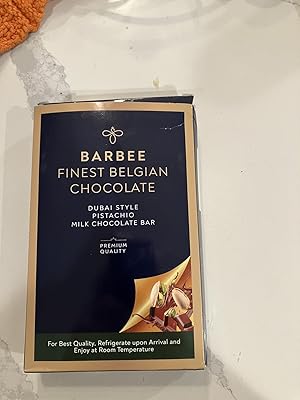 BARBEE
FINEST BELGIAN
CHOCOLATE
DUBAI STYLE
PISTACHIO
MILK CHOCOLATE BAR
PREMIUM
QUALITY
For Best Quality, Refrigerate upon Arrival and
Enjoy at Room Temperature